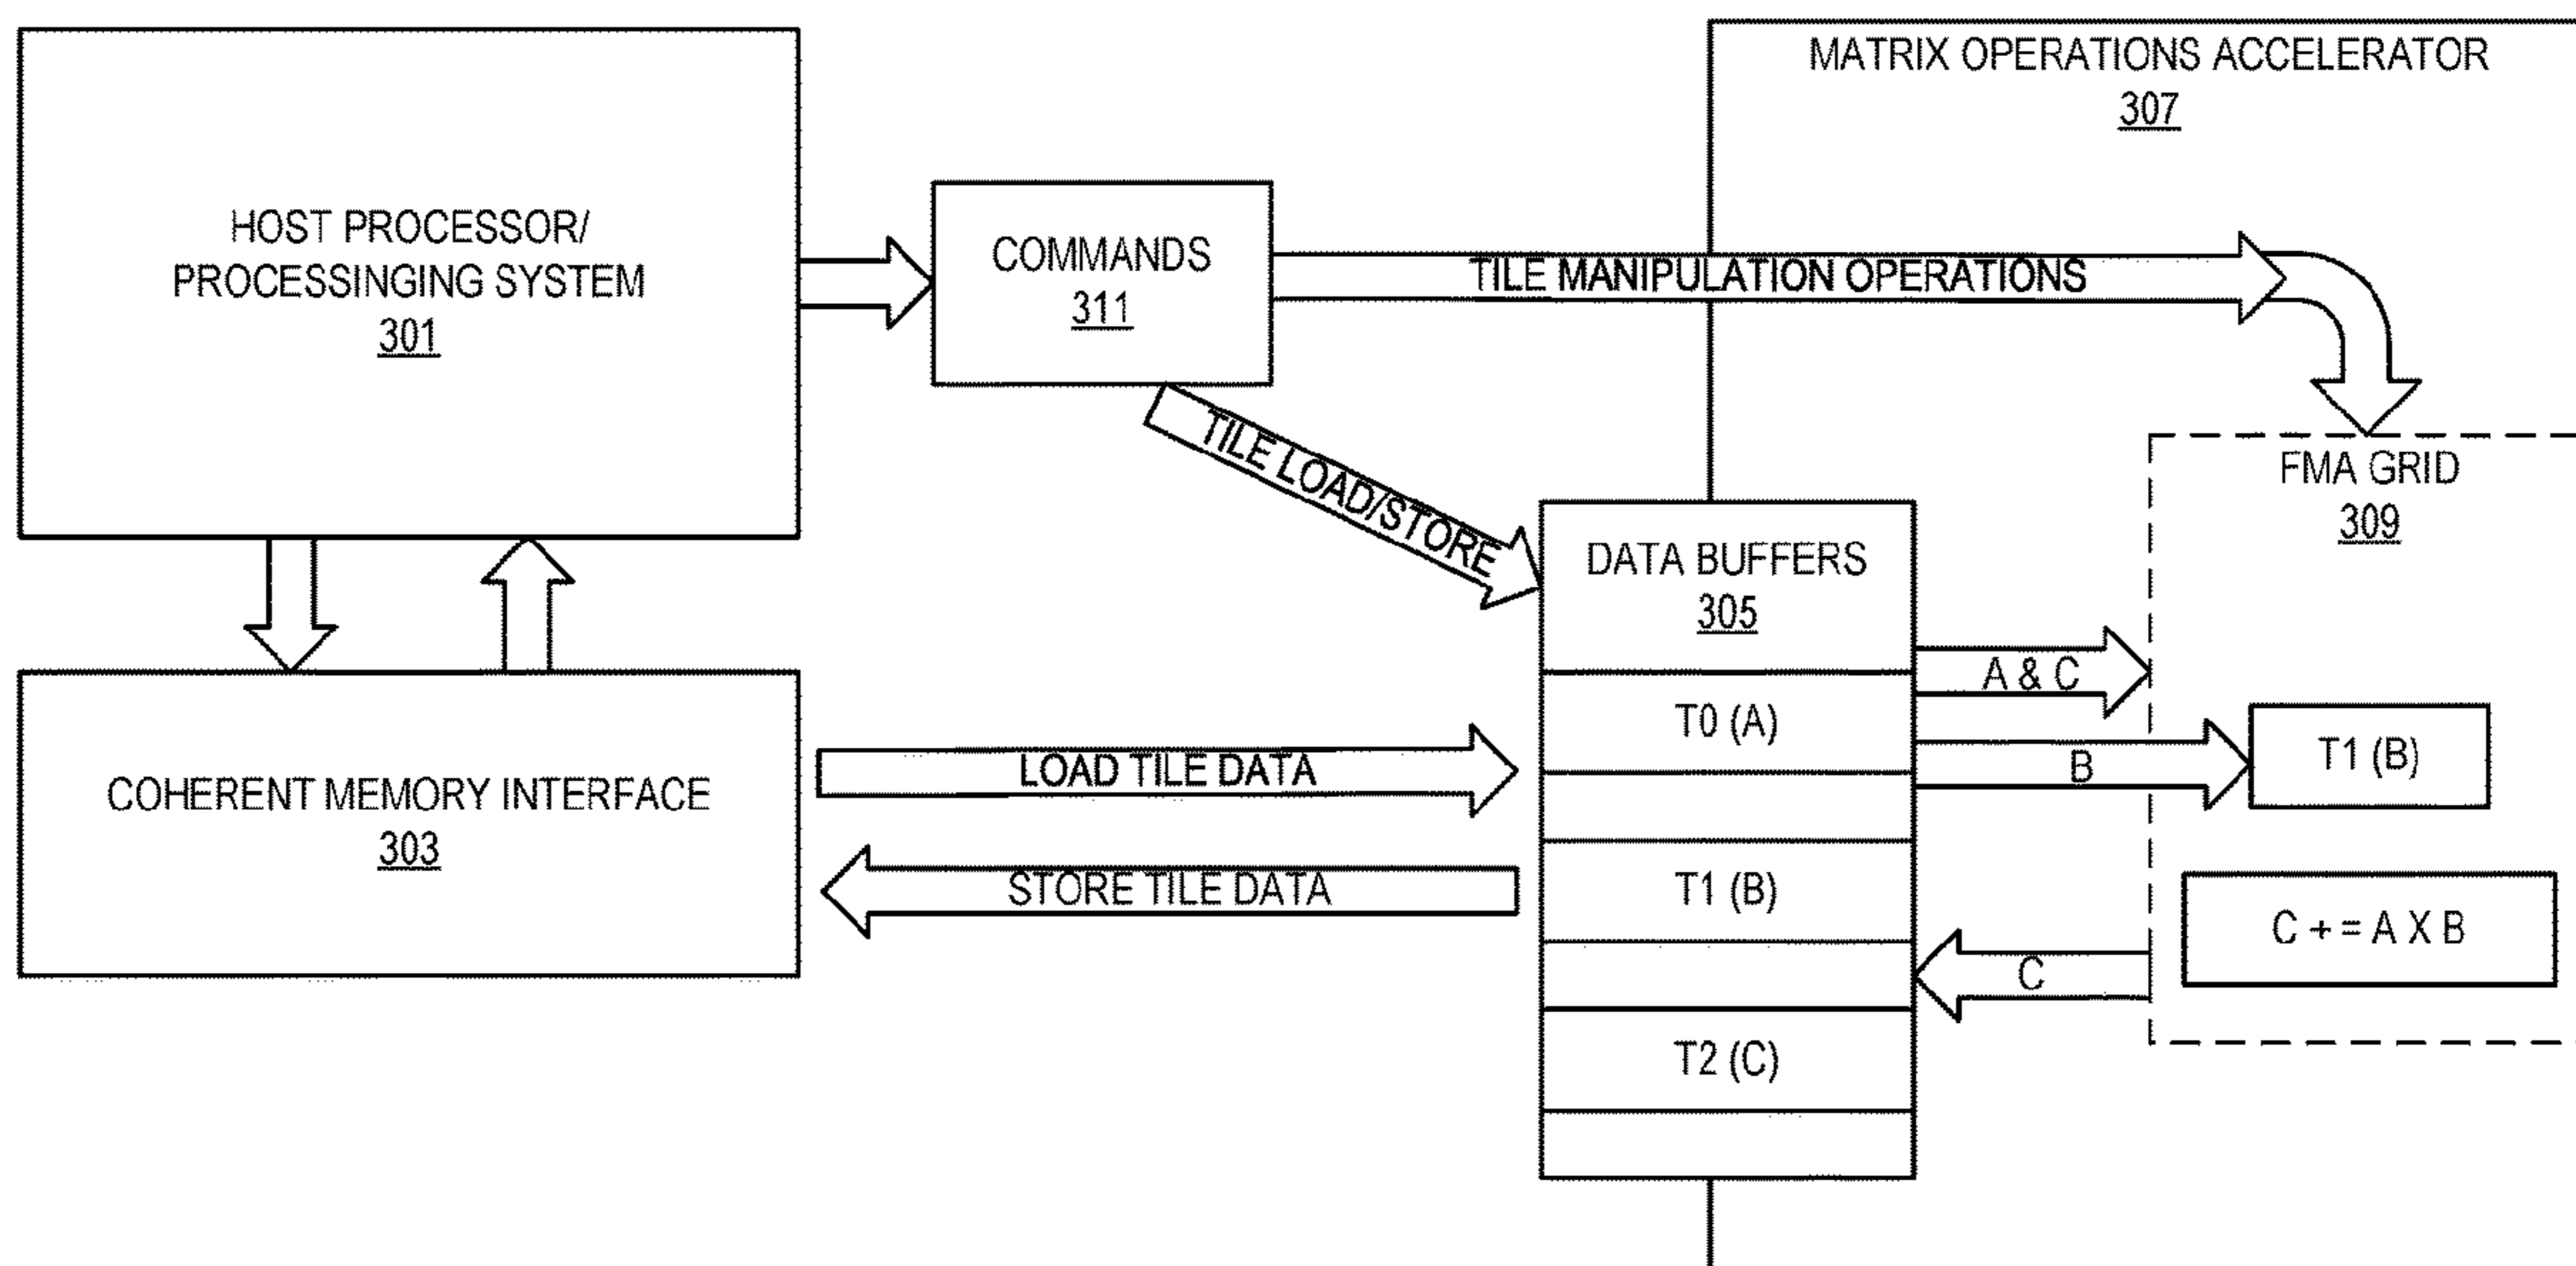 MATRIX OPERATIONS ACCELERATOR
307
HOST PROCESSOR/
PROCESSINGING SYSTEM
301
COMMANDS
311
TILE MANIPULATION OPERATIONS
TILE LOAD/STORE
FMA GRID
309
DATA BUFFERS
305
A & C
T0 (A)
B
T1 (B)
LOAD TILE DATA
COHERENT MEMORY INTERFACE
303
STORE TILE DATA
T1 (B)
C + = A X B
C
T2 (C)